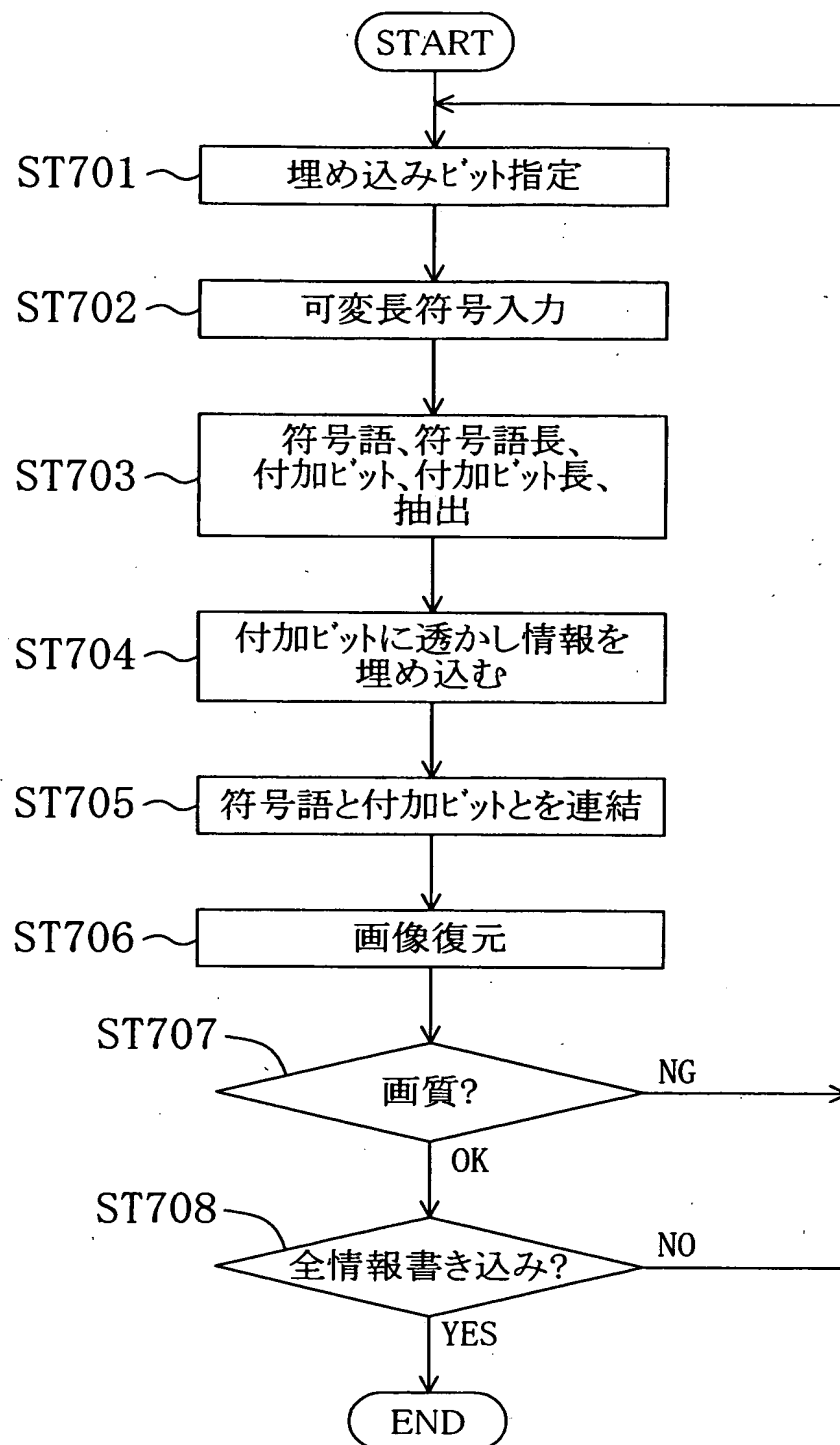 START
ST701 埋め込みビット指定
ST702 可変長符号入力
符号語、符号語長、
ST703 付加ビット、付加ビット長、
抽出
付加ビットに透かし情報を
ST704 埋め込む
ST705 符号語と付加ビットとを連結
ST706 画像復元
ST707
画質? NG
OK
ST708
全情報書き込み? NO
YES
END